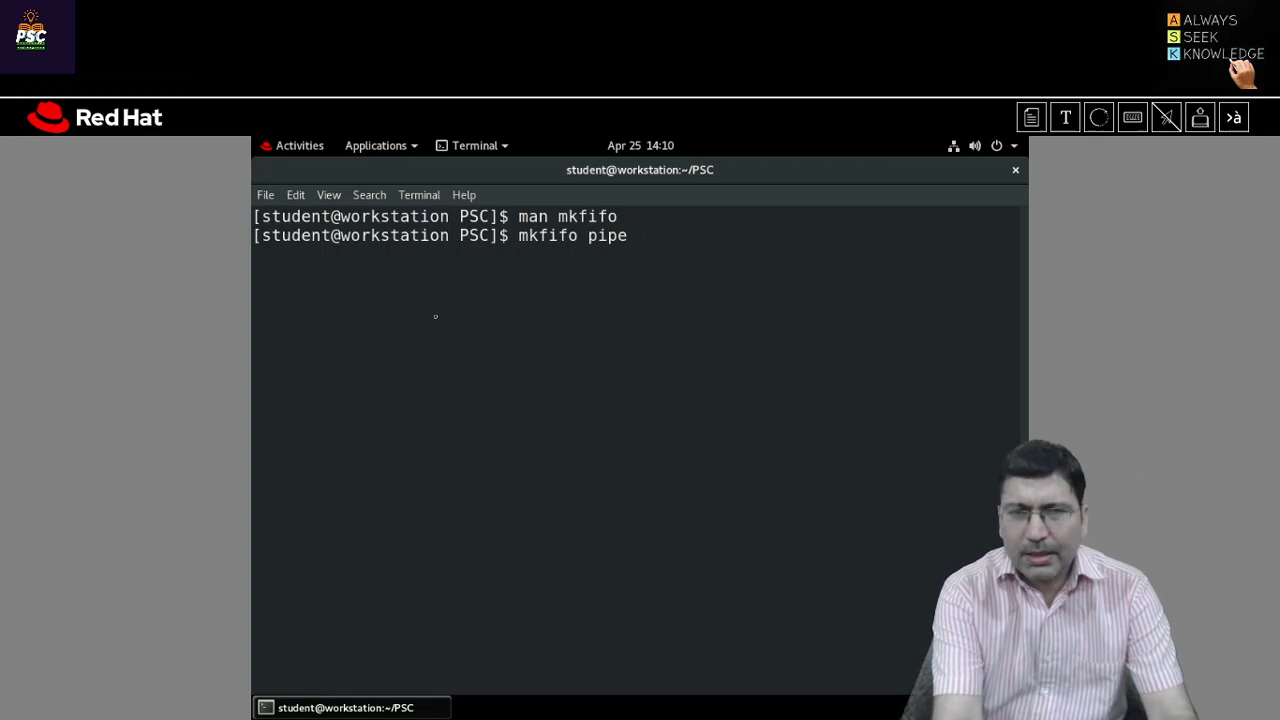 PSC
A ALWAYS
S SEEK
K KNOWLEDGE
Red Hat
T
>à
Activities Applications Terminal Apr 25 14:10
student@workstation:~/PSC ×
File Edit View Search Terminal Help
[student@workstation PSC]$ man mkfifo
[student@workstation PSC]$ mkfifo pipe
student@workstation:~/PSC